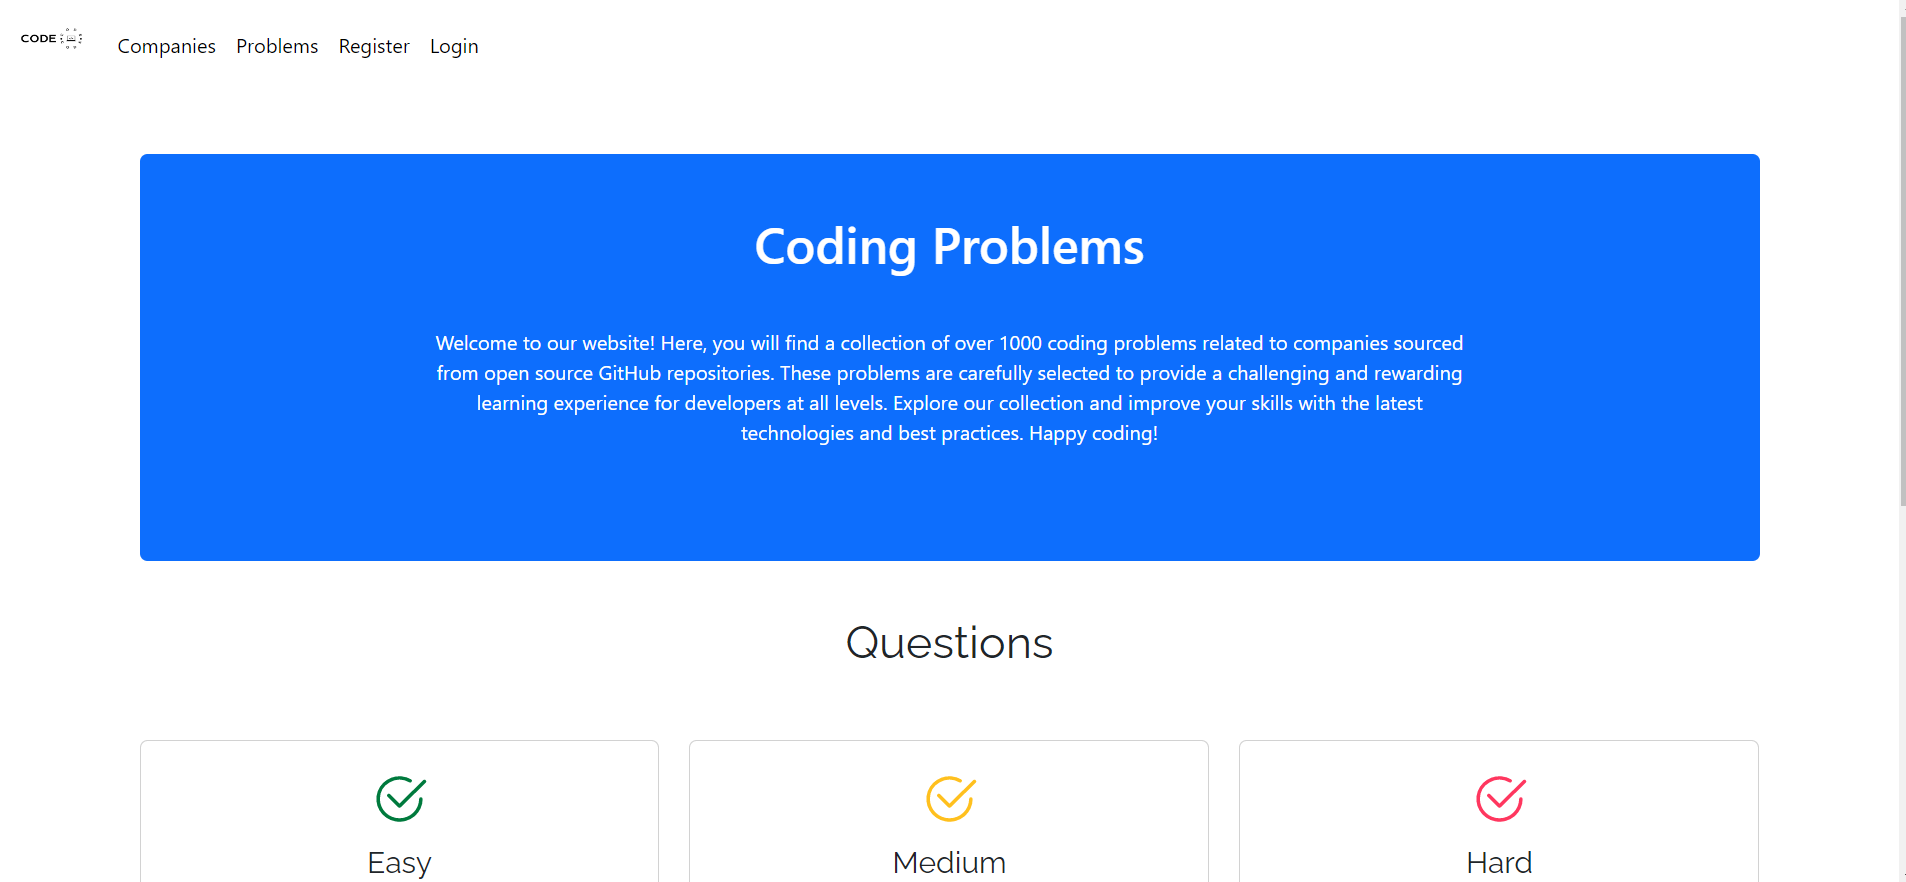 CODE
Companies Problems Register Login
Coding Problems
Welcome to our website! Here, you will find a collection of over 1000 coding problems related to companies sourced
from open source GitHub repositories. These problems are carefully selected to provide a challenging and rewarding
learning experience for developers at all levels. Explore our collection and improve your skills with the latest
technologies and best practices. Happy coding!
Questions
Easy
Medium
Hard